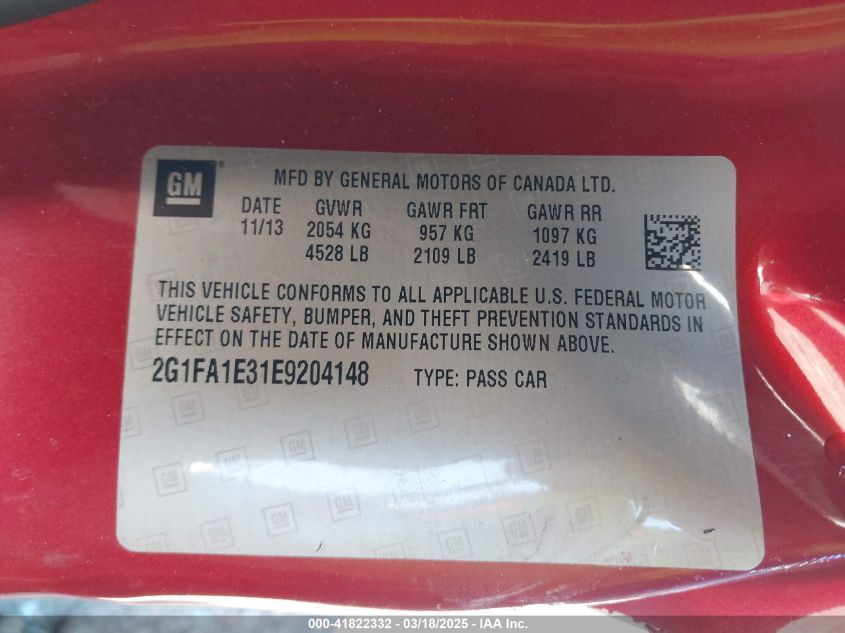 GM
MFD BY GENERAL MOTORS OF CANADA LTD.
DATE GVWR GAWR FRT GAWR RR
11/13 2054 KG 957 KG 1097 KG
4528 LB 2109 LB 2419 LB
THIS VEHICLE CONFORMS TO ALL APPLICABLE U.S. FEDERAL MOTOR
VEHICLE SAFETY, BUMPER, AND THEFT PREVENTION STANDARDS IN
EFFECT ON THE DATE OF MANUFACTURE SHOWN ABOVE.
2G1FA1E31E9204148 TYPE: PASS CAR
000-41822332 - 03/18/2025 - IAAI.com